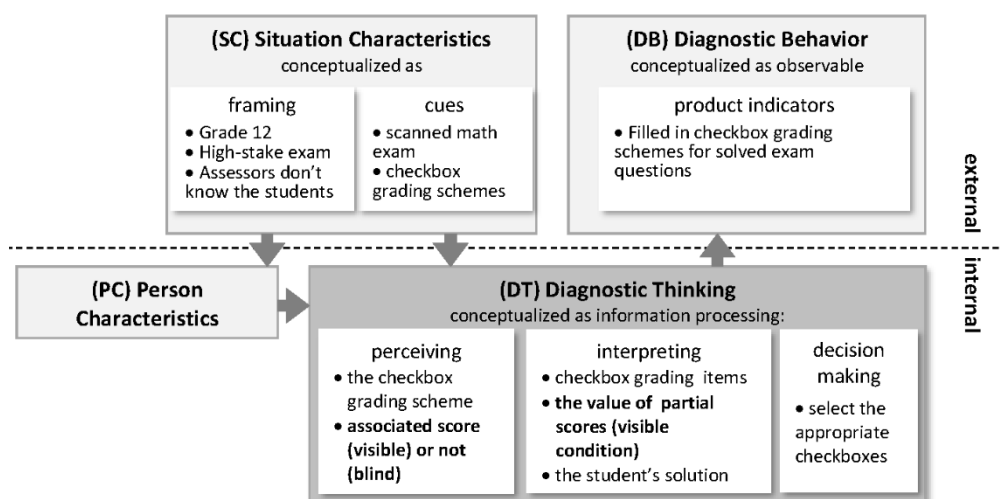 (SC) Situation Characteristics
conceptualized as
framing
• Grade 12
• High-stake exam
• Assessors don't
know the students
cues
• scanned math
exam
• checkbox
grading schemes
(DB) Diagnostic Behavior
conceptualized as observable
product indicators
• Filled in checkbox grading
schemes for solved exam
questions
external
internal
(PC) Person
Characteristics
(DT) Diagnostic Thinking
conceptualized as information processing:
perceiving
• the checkbox
grading scheme
• associated score
(visible) or not
(blind)
interpreting
• checkbox grading items
• the value of partial
scores (visible
condition)
• the student's solution
decision
making
• select the
appropriate
checkboxes